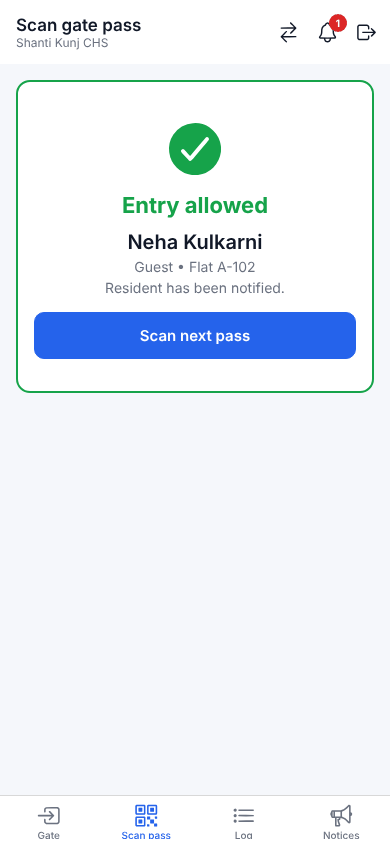 Scan gate pass
Shanti Kunj CHS
1
Entry allowed
Neha Kulkarni
Guest • Flat A-102
Resident has been notified.
Scan next pass
Gate
Scan pass
Log
Notices